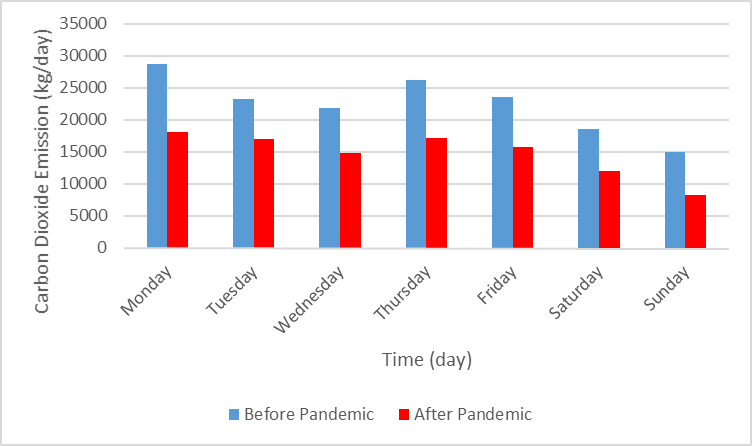 35000
30000
25000
20000
15000
10000
5000
0
Carbon Dioxide Emission (kg/day)
Monday
Tuesday
Wednesday
Thursday
Friday
Saturday
Sunday
Time (day)
Before Pandemic
After Pandemic